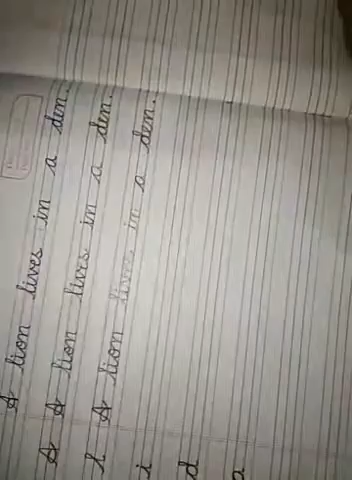 A lion lives in a den.
A A lion lives in a den.
l A lion lives in a den.
i
d
a